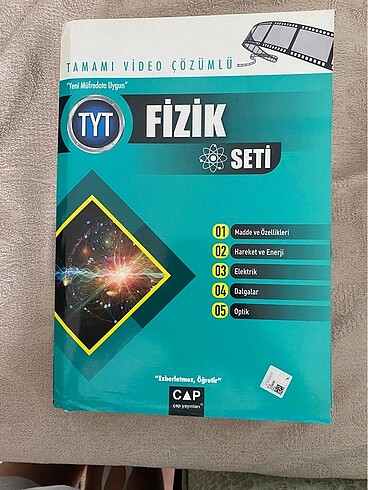 TAMAMI VİDEO ÇÖZÜMLÜ
"Yeni Müfredata Uygun"
TYT
FİZİK
SETİ
01 Madde ve Özellikleri
02 Hareket ve Enerji
03 Elektrik
04 Dalgalar
05 Optik
"Ezberletmez, Öğretir"
ÇAP
çap yayınları